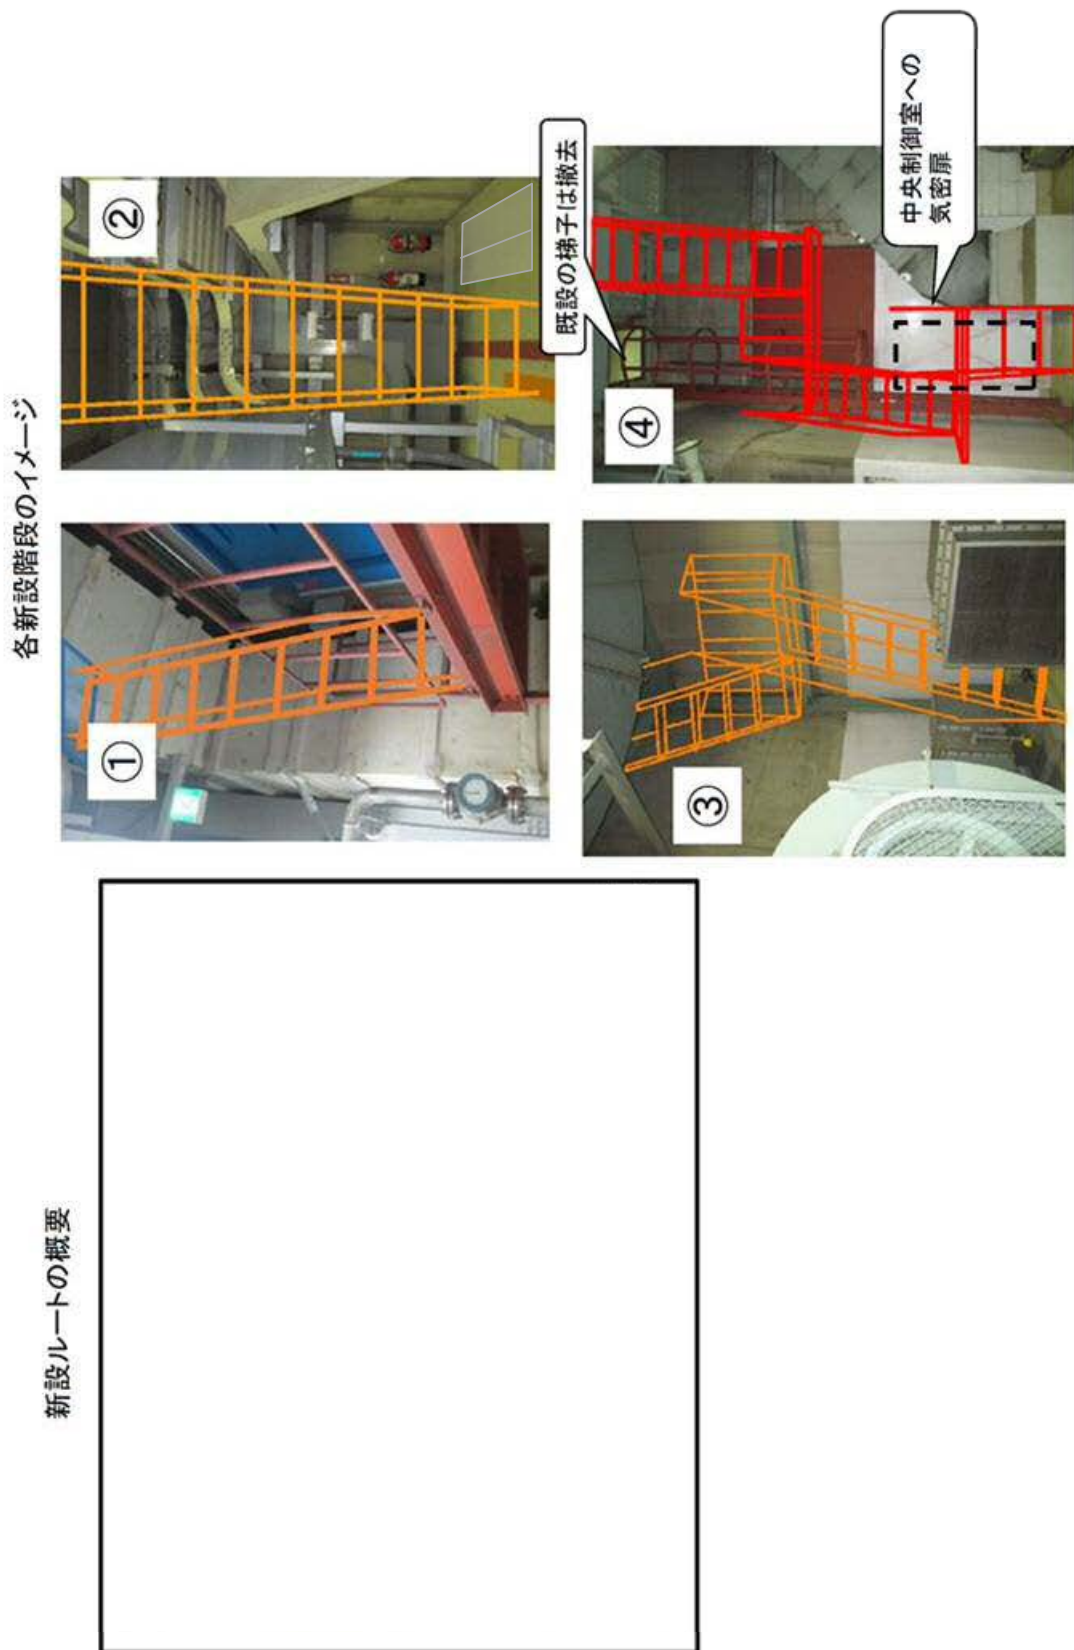 新設ルートの概要
各新設階段のイメージ
①
②
既設の梯子は撤去
③
④
中央制御室への
気密扉